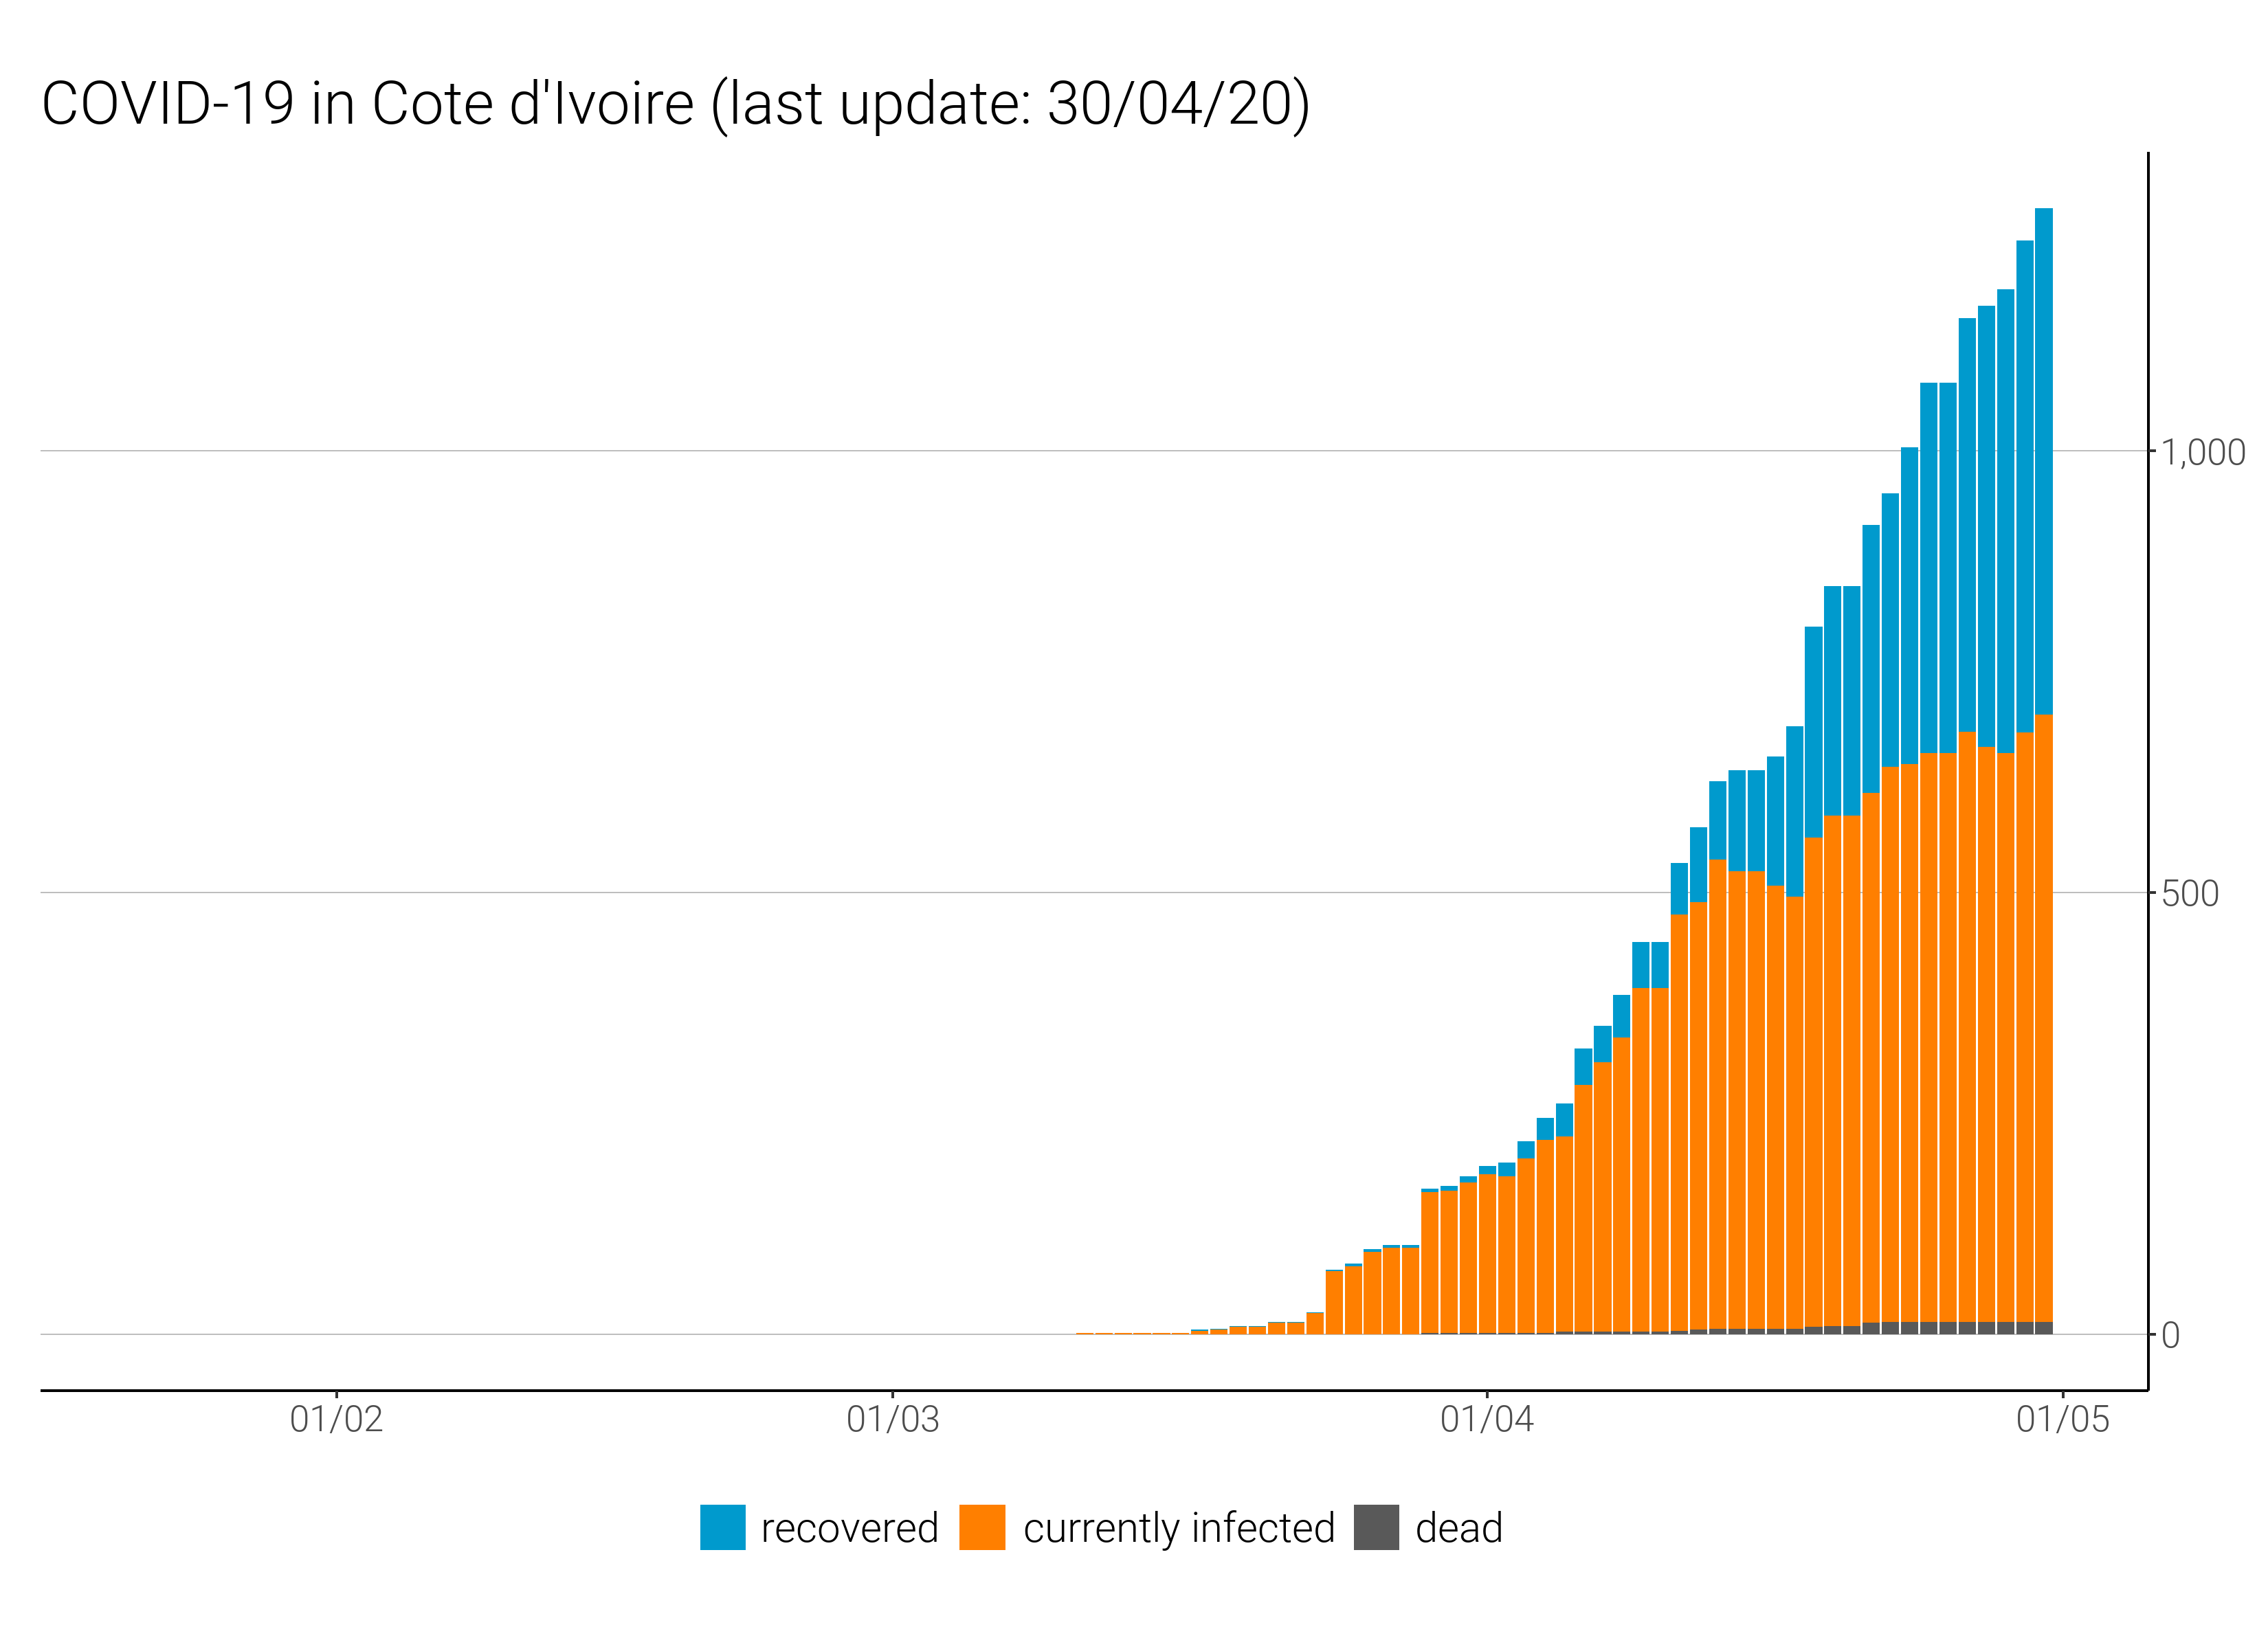 COVID-19 in Cote d'Ivoire (last update: 30/04/20)
1,000
500
0
01/02 01/03 01/04 01/05
recovered currently infected dead